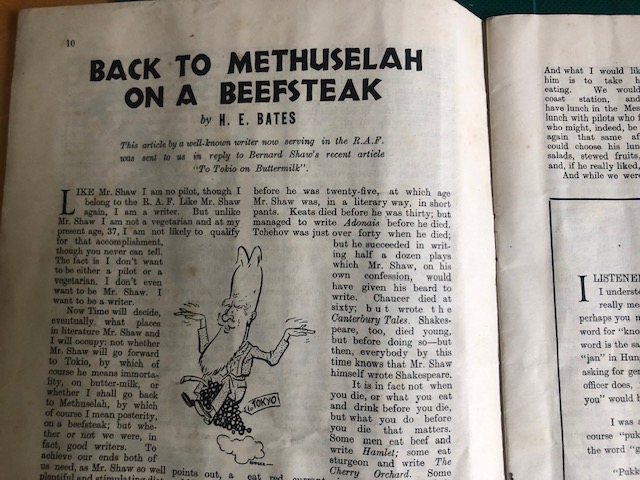 10
BACK TO METHUSELAH
ON A BEEFSTEAK
by H. E. BATES
This article by a well-known writer now serving in the R.A.F.
was sent to us in reply to Bernard Shaw's recent article
"To Tokio on Buttermilk".
LIKE Mr. Shaw I am no pilot, though I
belong to the R. A. F. Like Mr. Shaw
again, I am a writer. But unlike
Mr. Shaw I am not a vegetarian and at my
present age, 37, I am not likely to qualify
for that accomplishment,
though you never can tell.
The fact is I don't want
to be either a pilot or a
vegetarian. I don't even
want to be Mr. Shaw. I
want to be a writer.
Now Time will decide,
eventually, what places
in literature Mr. Shaw and
I will occupy: not whether
Mr. Shaw will go forward
to Tokio, by which of
course he means immorta-
lity, on butter-milk, or
whether I shall go back
to Methuselah, by which
of course I mean posterity,
on a beefsteak; but whe-
ther or not we were, in
fact, good writers. To
achieve our ends both of
us need, as Mr. Shaw so well points out, a
plentiful and stimulating diet
before he was twenty-five, at which age
Mr. Shaw was, in a literary way, in short
pants. Keats died before he was thirty; but
managed to write Adonais before he died.
Tchehov was just over forty when he died;
but he succeeded in writ-
ing half a dozen plays
which Mr. Shaw, on his
own confession, would
have given his beard to
write. Chaucer died at
sixty; but wrote the
Canterbury Tales. Shakes-
peare, too, died young,
but before doing so—but
then, everybody by this
time knows that Mr. Shaw
himself wrote Shakespeare.
It is in fact not when
you die, or what you eat
and drink before you die,
but what you do before
you die that matters.
Some men eat beef and
write Hamlet; some eat
sturgeon and write The
Cherry Orchard. Some
eat red
TOKYO
And what I would lik
him is to take h
eating. We would
coast station, and
have lunch in the Mes
lunch with pilots who f
who might, indeed, be
again that same af
could choose his lun
salads, stewed fruits,
and, if he really liked,
And while we were
I LISTENE
I underst
really me
perhaps you n
word for "kno
word is the sa
"jan" in Hun
asking for ger
officer does,
you" would b
I was a
course "puk
the word "g
"Pukk